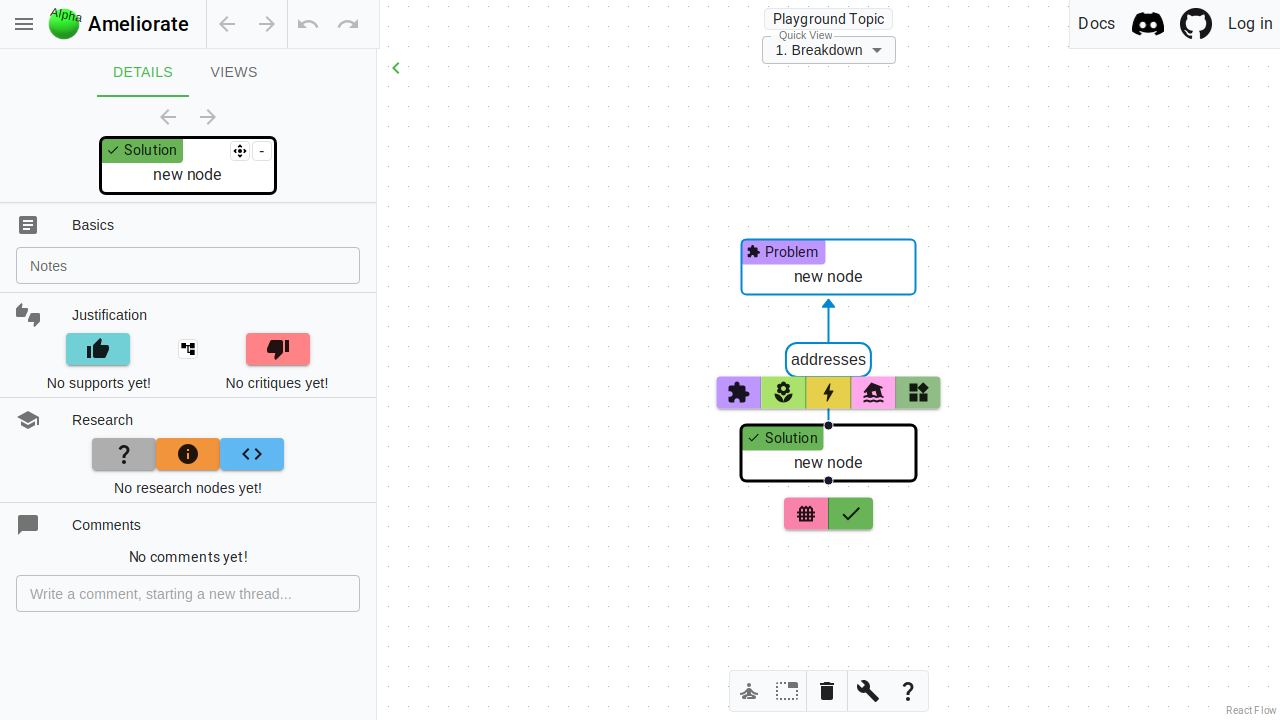 Alpha
Ameliorate
Playground Topic
Quick View
1. Breakdown
Docs
Log in
DETAILS
VIEWS
Solution
-
new node
Basics
Notes
Justification
No supports yet!
No critiques yet!
Research
?
No research nodes yet!
Comments
No comments yet!
Write a comment, starting a new thread...
Problem
new node
addresses
Solution
new node
?
React Flow